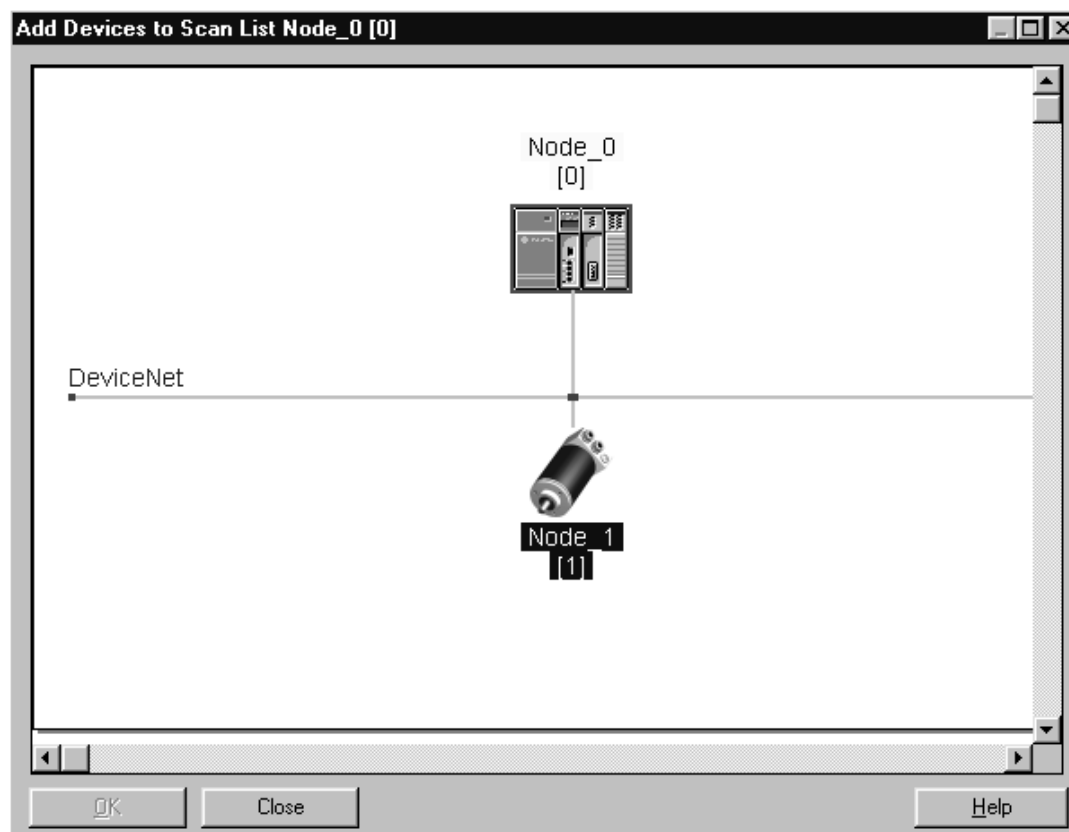 Add Devices to Scan List Node_0 [0]
Node_0
[0]
DeviceNet
Node_1
[1]
OK
Close
Help